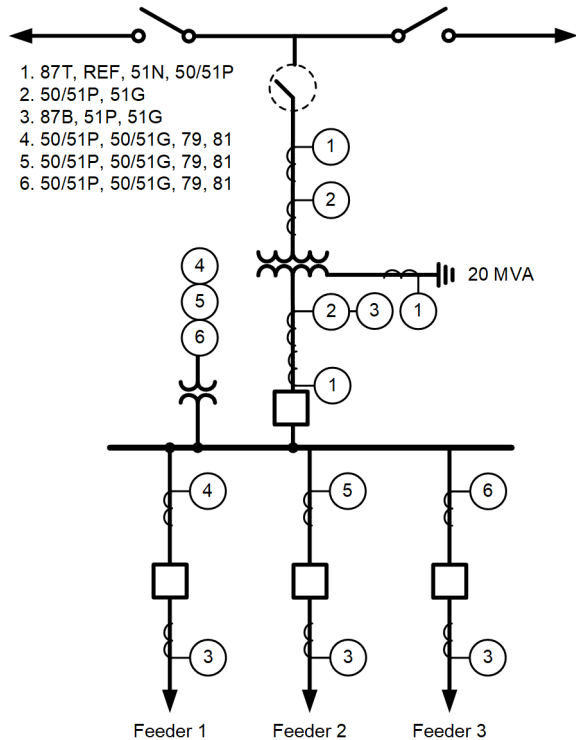 1. 87T, REF, 51N, 50/51P
2. 50/51P, 51G
3. 87B, 51P, 51G
4. 50/51P, 50/51G, 79, 81
5. 50/51P, 50/51G, 79, 81
6. 50/51P, 50/51G, 79, 81
1
2
20 MVA
4
5
6
2 3 1
1
4 5 6
3 3 3
Feeder 1 Feeder 2 Feeder 3